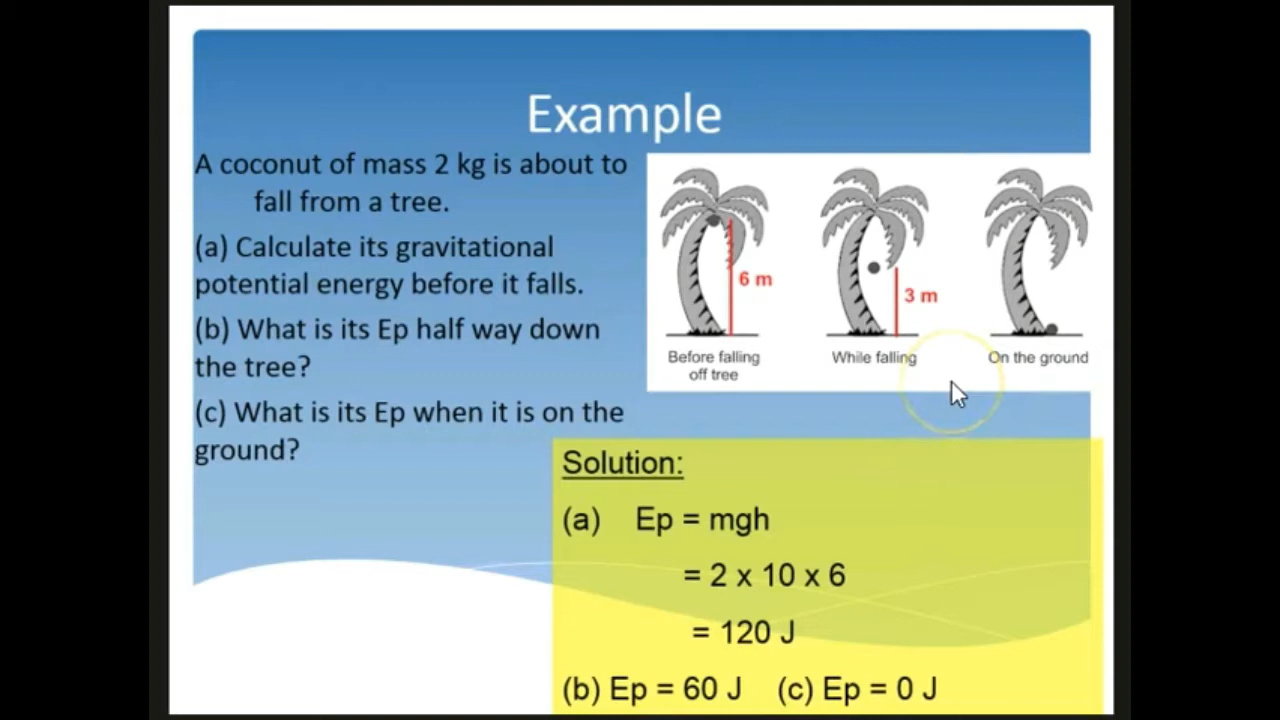 Example
A coconut of mass 2 kg is about to
fall from a tree.
(a) Calculate its gravitational
potential energy before it falls.
(b) What is its Ep half way down
the tree?
(c) What is its Ep when it is on the
ground?
6 m
3 m
Before falling
off tree
While falling
On the ground
Solution:
(a) Ep = mgh
= 2 x 10 x 6
= 120 J
(b) Ep = 60 J (c) Ep = 0 J